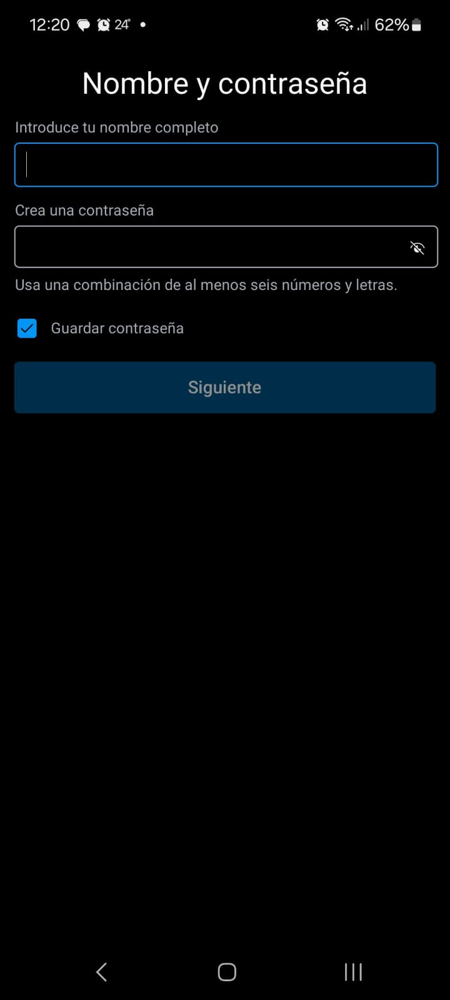 12:20 24° 62%
Nombre y contraseña
Introduce tu nombre completo
Crea una contraseña
Usa una combinación de al menos seis números y letras.
Guardar contraseña
Siguiente